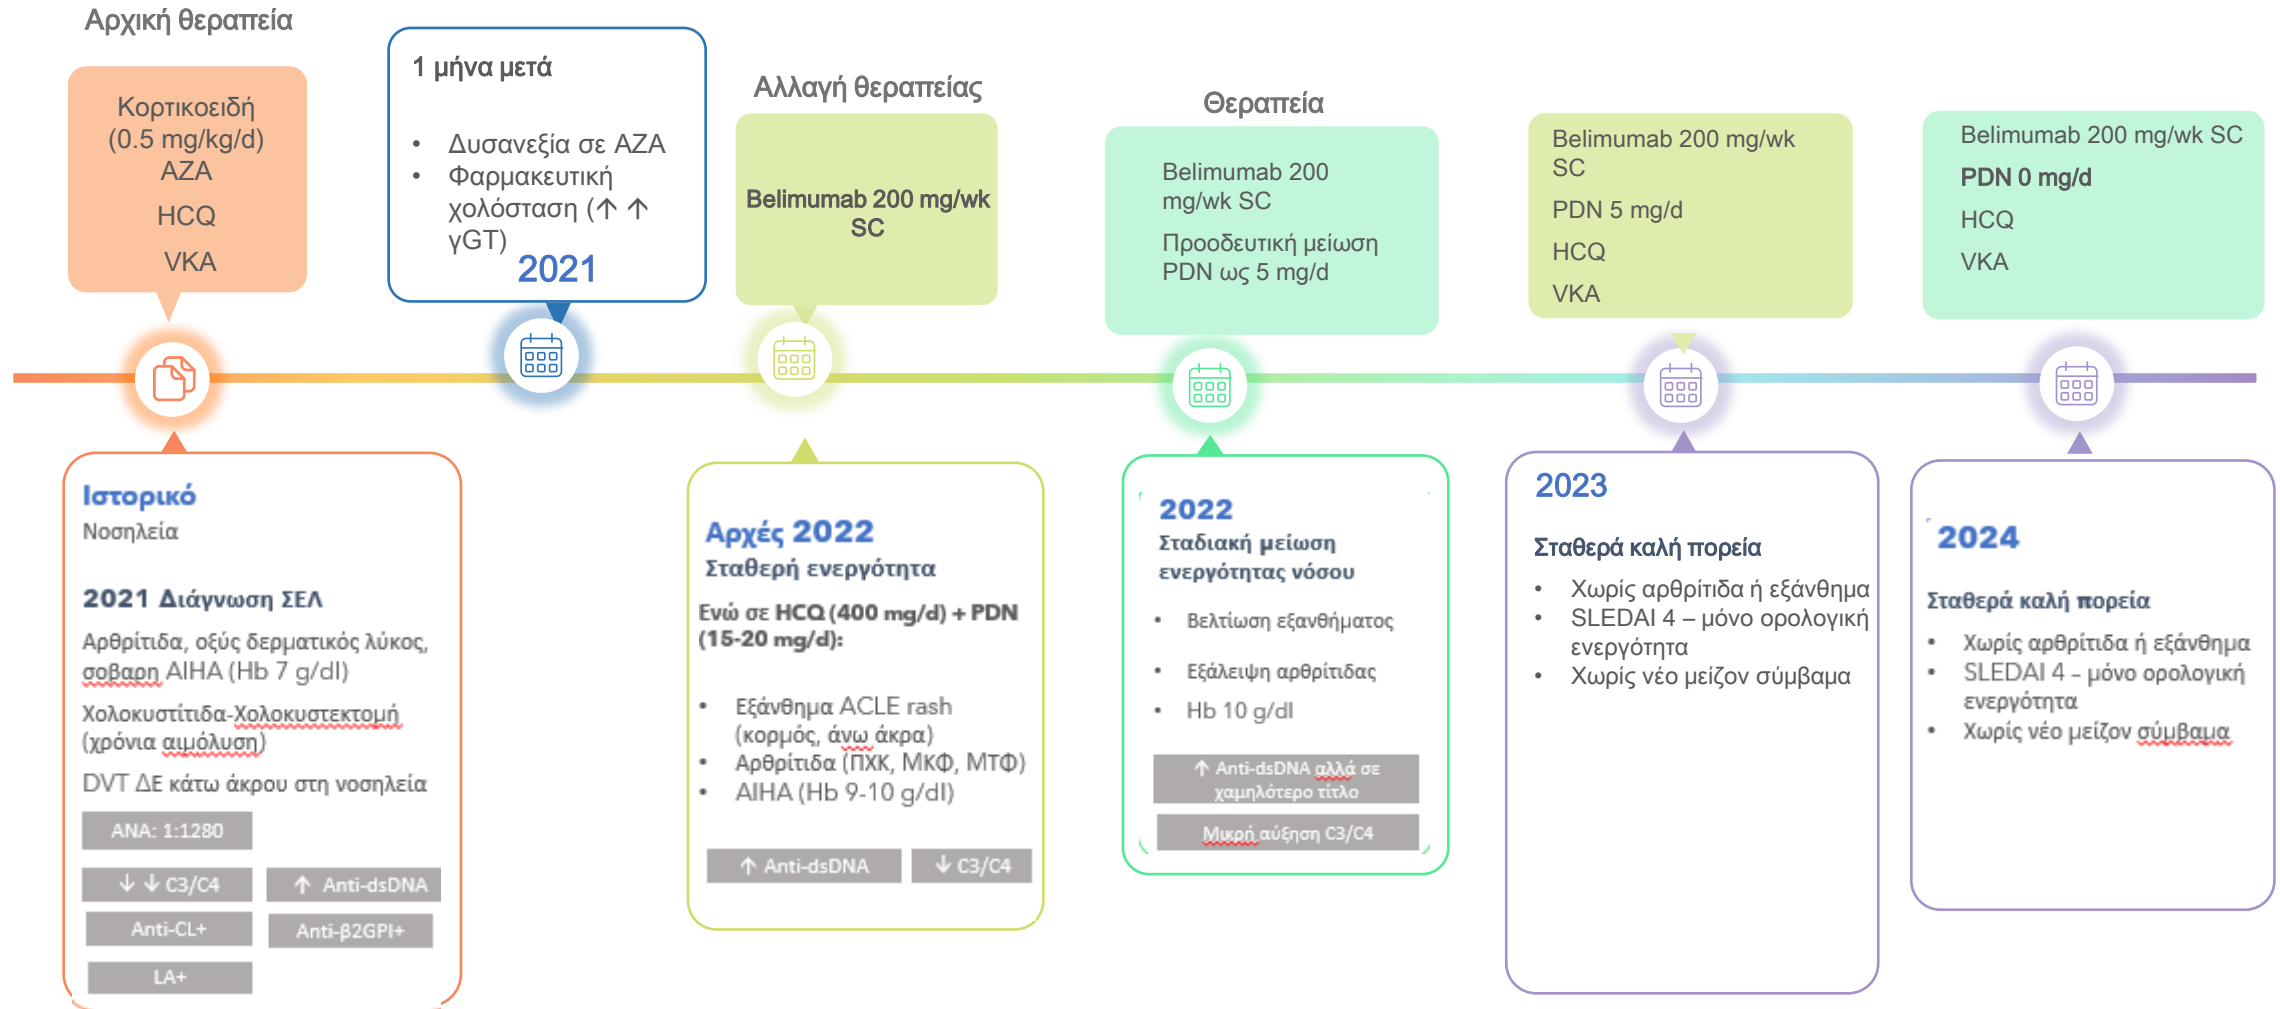 Αρχική θεραπεία
Κορτικοειδή
(0.5 mg/kg/d)
AZA
HCQ
VKA
1 μήνα μετά
• Δυσανεξία σε AZA
• Φαρμακευτική
χολόσταση (↑ ↑
γGT)
2021
Αλλαγή θεραπείας
Belimumab 200 mg/wk
SC
Θεραπεία
Belimumab 200
mg/wk SC
Προοδευτική μείωση
PDN ως 5 mg/d
Belimumab 200 mg/wk
SC
PDN 5 mg/d
HCQ
VKA
Belimumab 200 mg/wk SC
PDN 0 mg/d
HCQ
VKA
Ιστορικό
Νοσηλεία
2021 Διάγνωση ΣΕΛ
Αρθρίτιδα, οξύς δερματικός λύκος,
σοβαρη AIHA (Hb 7 g/dl)
Χολοκυστίτιδα-Χολοκυστεκτομή
(χρόνια αιμόλυση)
DVT ΔΕ κάτω άκρου στη νοσηλεία
ANA: 1:1280
↓ ↓ C3/C4
↑ Anti-dsDNA
Anti-CL+
Anti-β2GPI+
LA+
Αρχές 2022
Σταθερή ενεργότητα
Ενώ σε HCQ (400 mg/d) + PDN
(15-20 mg/d):
• Εξάνθημα ACLE rash
(κορμός, άνω άκρα)
• Αρθρίτιδα (ΠΧΚ, ΜΚΦ, ΜΤΦ)
• AIHA (Hb 9-10 g/dl)
↑ Anti-dsDNA
↓ C3/C4
2022
Σταδιακή μείωση
ενεργότητας νόσου
• Βελτίωση εξανθήματος
• Εξάλειψη αρθρίτιδας
• Hb 10 g/dl
↑ Anti-dsDNA αλλά σε
χαμηλότερο τίτλο
Μικρή αύξηση C3/C4
2023
Σταθερά καλή πορεία
• Χωρίς αρθρίτιδα ή εξάνθημα
• SLEDAI 4 – μόνο ορολογική
ενεργότητα
• Χωρίς νέο μείζον σύμβαμα
2024
Σταθερά καλή πορεία
• Χωρίς αρθρίτιδα ή εξάνθημα
• SLEDAI 4 – μόνο ορολογική
ενεργότητα
• Χωρίς νέο μείζον σύμβαμα